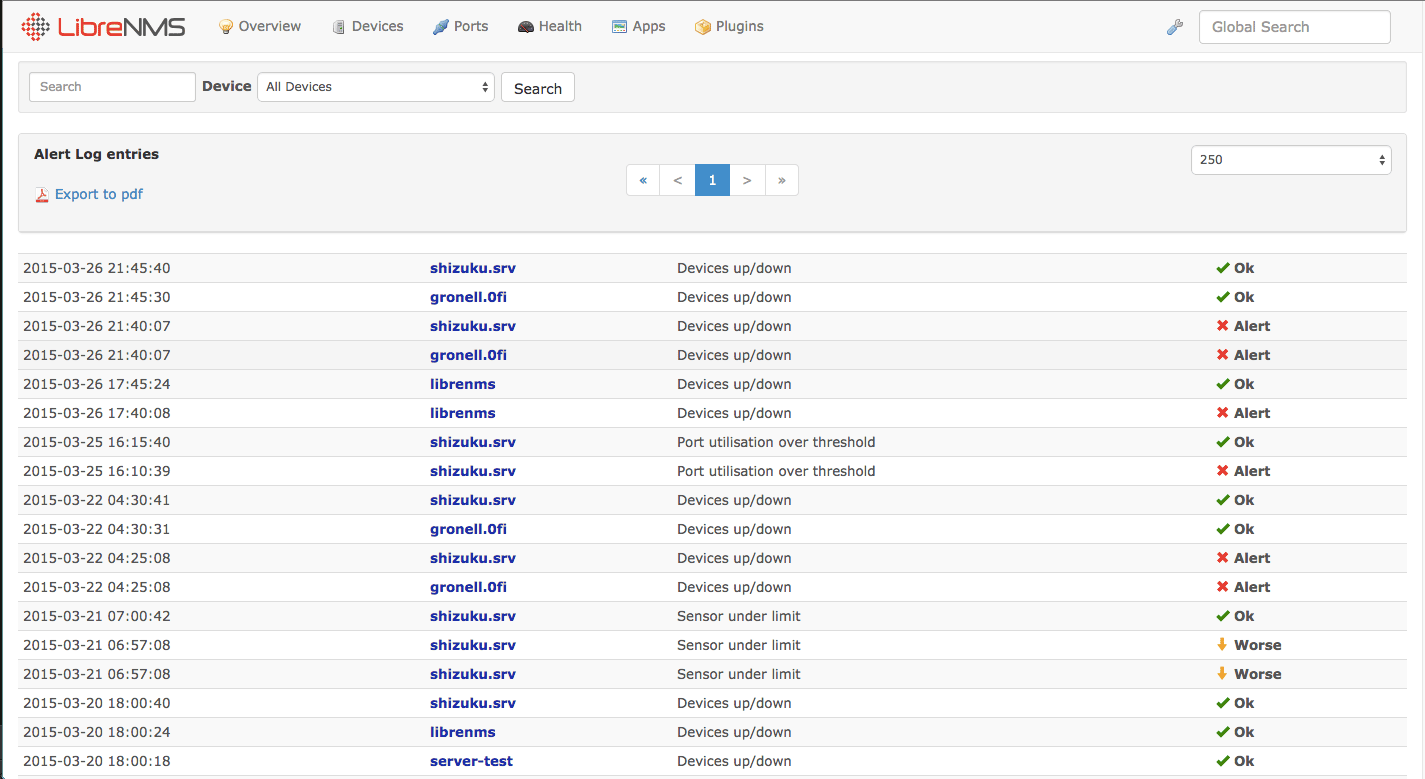 LibreNMS Overview Devices Ports Health Apps Plugins Global Search
Search Device All Devices Search
Alert Log entries
250
« < 1 > »
Export to pdf
2015-03-26 21:45:40 shizuku.srv Devices up/down Ok
2015-03-26 21:45:30 gronell.0fi Devices up/down Ok
2015-03-26 21:40:07 shizuku.srv Devices up/down Alert
2015-03-26 21:40:07 gronell.0fi Devices up/down Alert
2015-03-26 17:45:24 librenms Devices up/down Ok
2015-03-26 17:40:08 librenms Devices up/down Alert
2015-03-25 16:15:40 shizuku.srv Port utilisation over threshold Ok
2015-03-25 16:10:39 shizuku.srv Port utilisation over threshold Alert
2015-03-22 04:30:41 shizuku.srv Devices up/down Ok
2015-03-22 04:30:31 gronell.0fi Devices up/down Ok
2015-03-22 04:25:08 shizuku.srv Devices up/down Alert
2015-03-22 04:25:08 gronell.0fi Devices up/down Alert
2015-03-21 07:00:42 shizuku.srv Sensor under limit Ok
2015-03-21 06:57:08 shizuku.srv Sensor under limit Worse
2015-03-21 06:57:08 shizuku.srv Sensor under limit Worse
2015-03-20 18:00:40 shizuku.srv Devices up/down Ok
2015-03-20 18:00:24 librenms Devices up/down Ok
2015-03-20 18:00:18 server-test Devices up/down Ok